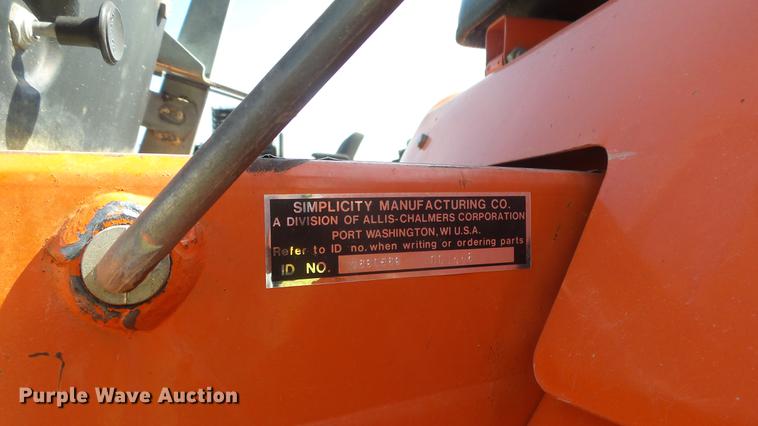 SIMPLICITY MANUFACTURING CO.
A DIVISION OF ALLIS-CHALMERS CORPORATION
PORT WASHINGTON, WI U.S.A.
Refer to ID no. when writing or ordering parts
ID NO.
Purple Wave Auction